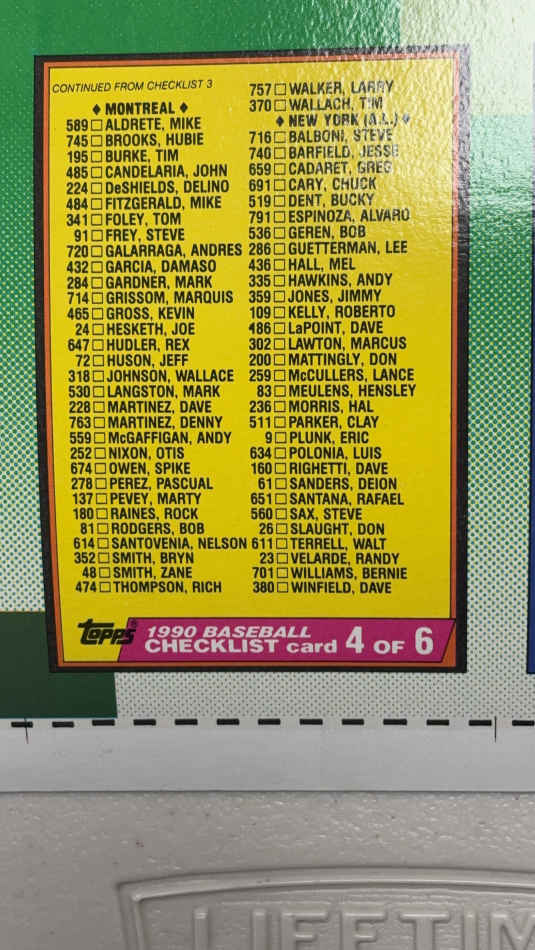 CONTINUED FROM CHECKLIST 3
♦ MONTREAL ♦
589 □ ALDRETE, MIKE
745 □ BROOKS, HUBIE
195 □ BURKE, TIM
485 □ CANDELARIA, JOHN
224 □ DeSHIELDS, DELINO
484 □ FITZGERALD, MIKE
341 □ FOLEY, TOM
91 □ FREY, STEVE
720 □ GALARRAGA, ANDRES
432 □ GARCIA, DAMASO
284 □ GARDNER, MARK
714 □ GRISSOM, MARQUIS
465 □ GROSS, KEVIN
24 □ HESKETH, JOE
647 □ HUDLER, REX
72 □ HUSON, JEFF
318 □ JOHNSON, WALLACE
530 □ LANGSTON, MARK
228 □ MARTINEZ, DAVE
763 □ MARTINEZ, DENNY
559 □ McGAFFIGAN, ANDY
252 □ NIXON, OTIS
674 □ OWEN, SPIKE
278 □ PEREZ, PASCUAL
137 □ PEVEY, MARTY
180 □ RAINES, ROCK
81 □ RODGERS, BOB
614 □ SANTOVENIA, NELSON
352 □ SMITH, BRYN
48 □ SMITH, ZANE
474 □ THOMPSON, RICH
757 □ WALKER, LARRY
370 □ WALLACH, TIM
♦ NEW YORK (A.L.) ♦
716 □ BALBONI, STEVE
740 □ BARFIELD, JESSE
659 □ CADARET, GREG
691 □ CARY, CHUCK
519 □ DENT, BUCKY
791 □ ESPINOZA, ALVARO
536 □ GEREN, BOB
286 □ GUETTERMAN, LEE
436 □ HALL, MEL
335 □ HAWKINS, ANDY
359 □ JONES, JIMMY
109 □ KELLY, ROBERTO
486 □ LaPOINT, DAVE
302 □ LAWTON, MARCUS
200 □ MATTINGLY, DON
259 □ McCULLERS, LANCE
83 □ MEULENS, HENSLEY
236 □ MORRIS, HAL
511 □ PARKER, CLAY
9 □ PLUNK, ERIC
634 □ POLONIA, LUIS
160 □ RIGHETTI, DAVE
61 □ SANDERS, DEION
651 □ SANTANA, RAFAEL
560 □ SAX, STEVE
26 □ SLAUGHT, DON
611 □ TERRELL, WALT
23 □ VELARDE, RANDY
701 □ WILLIAMS, BERNIE
380 □ WINFIELD, DAVE
Topps® 1990 BASEBALL
CHECKLIST card 4 OF 6
LIFETIM